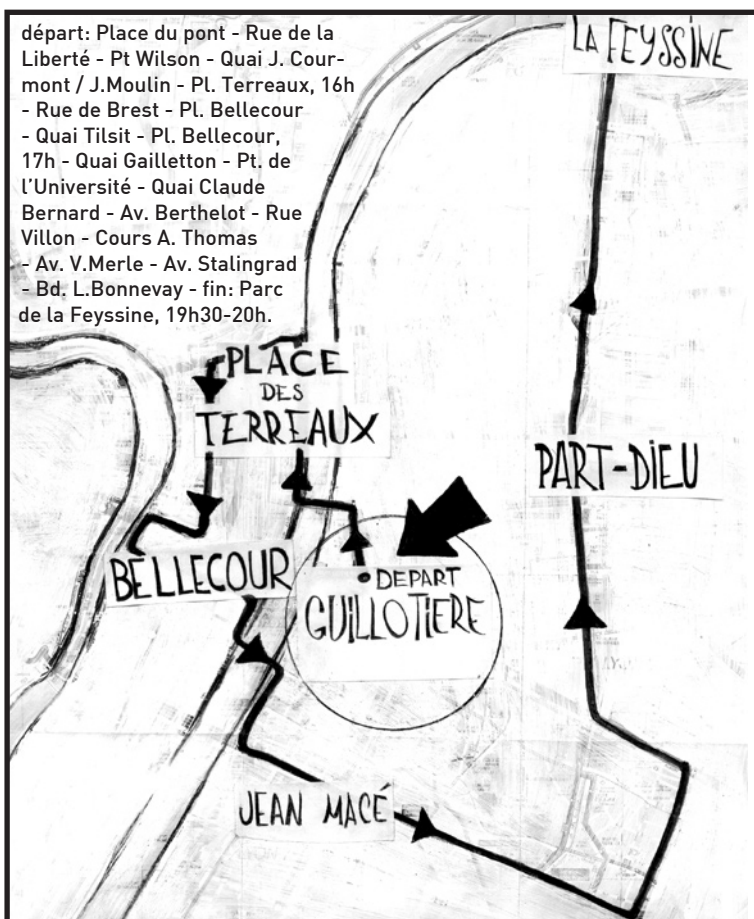 départ: Place du pont - Rue de la
Liberté - Pt Wilson - Quai J. Cour-
mont / J.Moulin - Pl. Terreaux, 16h
- Rue de Brest - Pl. Bellecour
- Quai Tilsit - Pl. Bellecour,
17h - Quai Gailleton - Pt. de
l'Université - Quai Claude
Bernard - Av. Berthelot - Rue
Villon - Cours A. Thomas
- Av. V.Merle - Av. Stalingrad
- Bd. L.Bonnevay - fin: Parc
de la Feyssine, 19h30-20h.
LA FEYSSINE
PLACE
DES
TERREAUX
PART-DIEU
BELLECOUR
DEPART
GUILLOTIERE
JEAN MACÉ